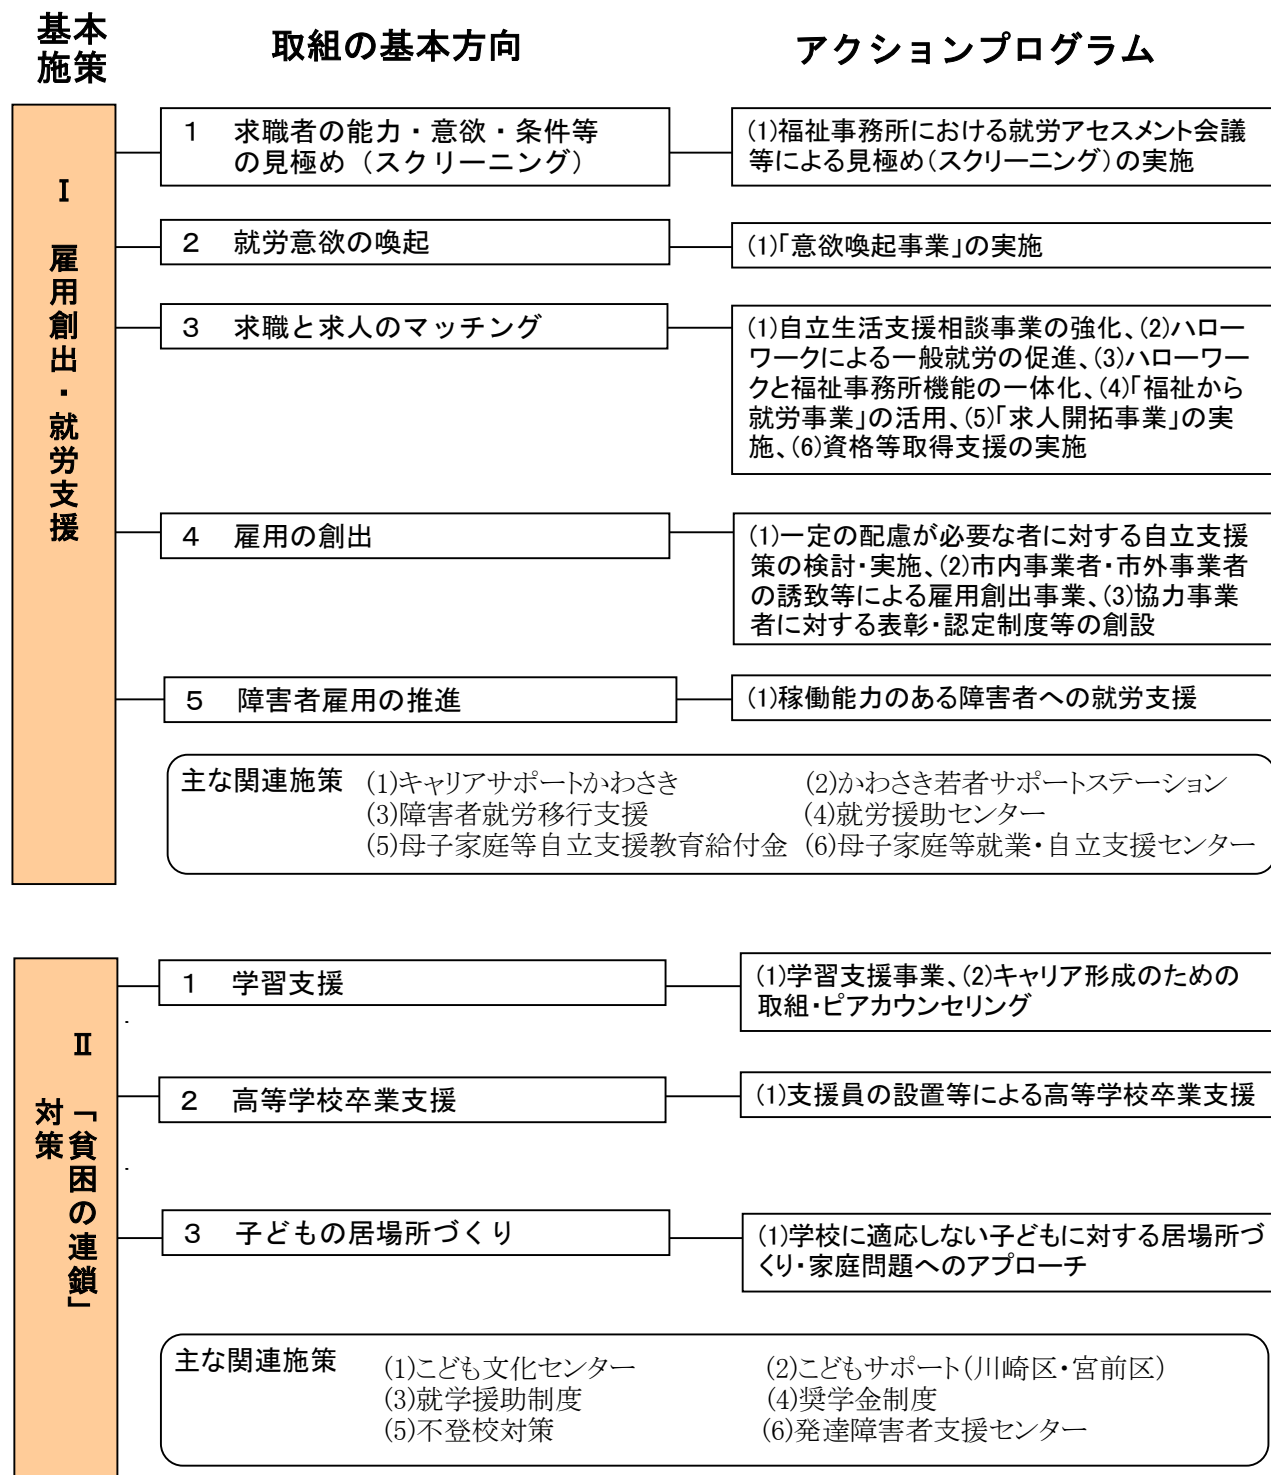 基本
施策
取組の基本方向
アクションプログラム
Ⅰ 雇用創出・就労支援
1 求職者の能力・意欲・条件等
の見極め（スクリーニング）
(1)福祉事務所における就労アセスメント会議
等による見極め(スクリーニング)の実施
2 就労意欲の喚起
(1)「意欲喚起事業」の実施
3 求職と求人のマッチング
(1)自立生活支援相談事業の強化、(2)ハロー
ワークによる一般就労の促進、(3)ハローワー
クと福祉事務所機能の一体化、(4)「福祉から
就労事業」の活用、(5)「求人開拓事業」の実
施、(6)資格等取得支援の実施
4 雇用の創出
(1)一定の配慮が必要な者に対する自立支援
策の検討・実施、(2)市内事業者・市外事業者
の誘致等による雇用創出事業、(3)協力事業
者に対する表彰・認定制度等の創設
5 障害者雇用の推進
(1)稼働能力のある障害者への就労支援
主な関連施策 (1)キャリアサポートかわさき (2)かわさき若者サポートステーション
(3)障害者就労移行支援 (4)就労援助センター
(5)母子家庭等自立支援教育給付金 (6)母子家庭等就業・自立支援センター
Ⅱ 「貧困の連鎖」
対策
1 学習支援
(1)学習支援事業、(2)キャリア形成のための
取組・ピアカウンセリング
2 高等学校卒業支援
(1)支援員の設置等による高等学校卒業支援
3 子どもの居場所づくり
(1)学校に適応しない子どもに対する居場所づ
くり・家庭問題へのアプローチ
主な関連施策 (1)こども文化センター (2)こどもサポート(川崎区・宮前区)
(3)就学援助制度 (4)奨学金制度
(5)不登校対策 (6)発達障害者支援センター